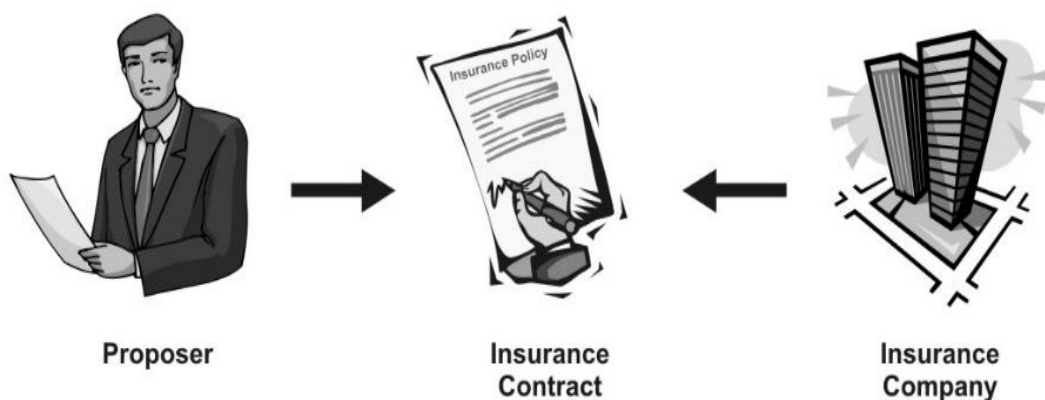 Insurance Policy
Proposer
Insurance
Contract
Insurance
Company